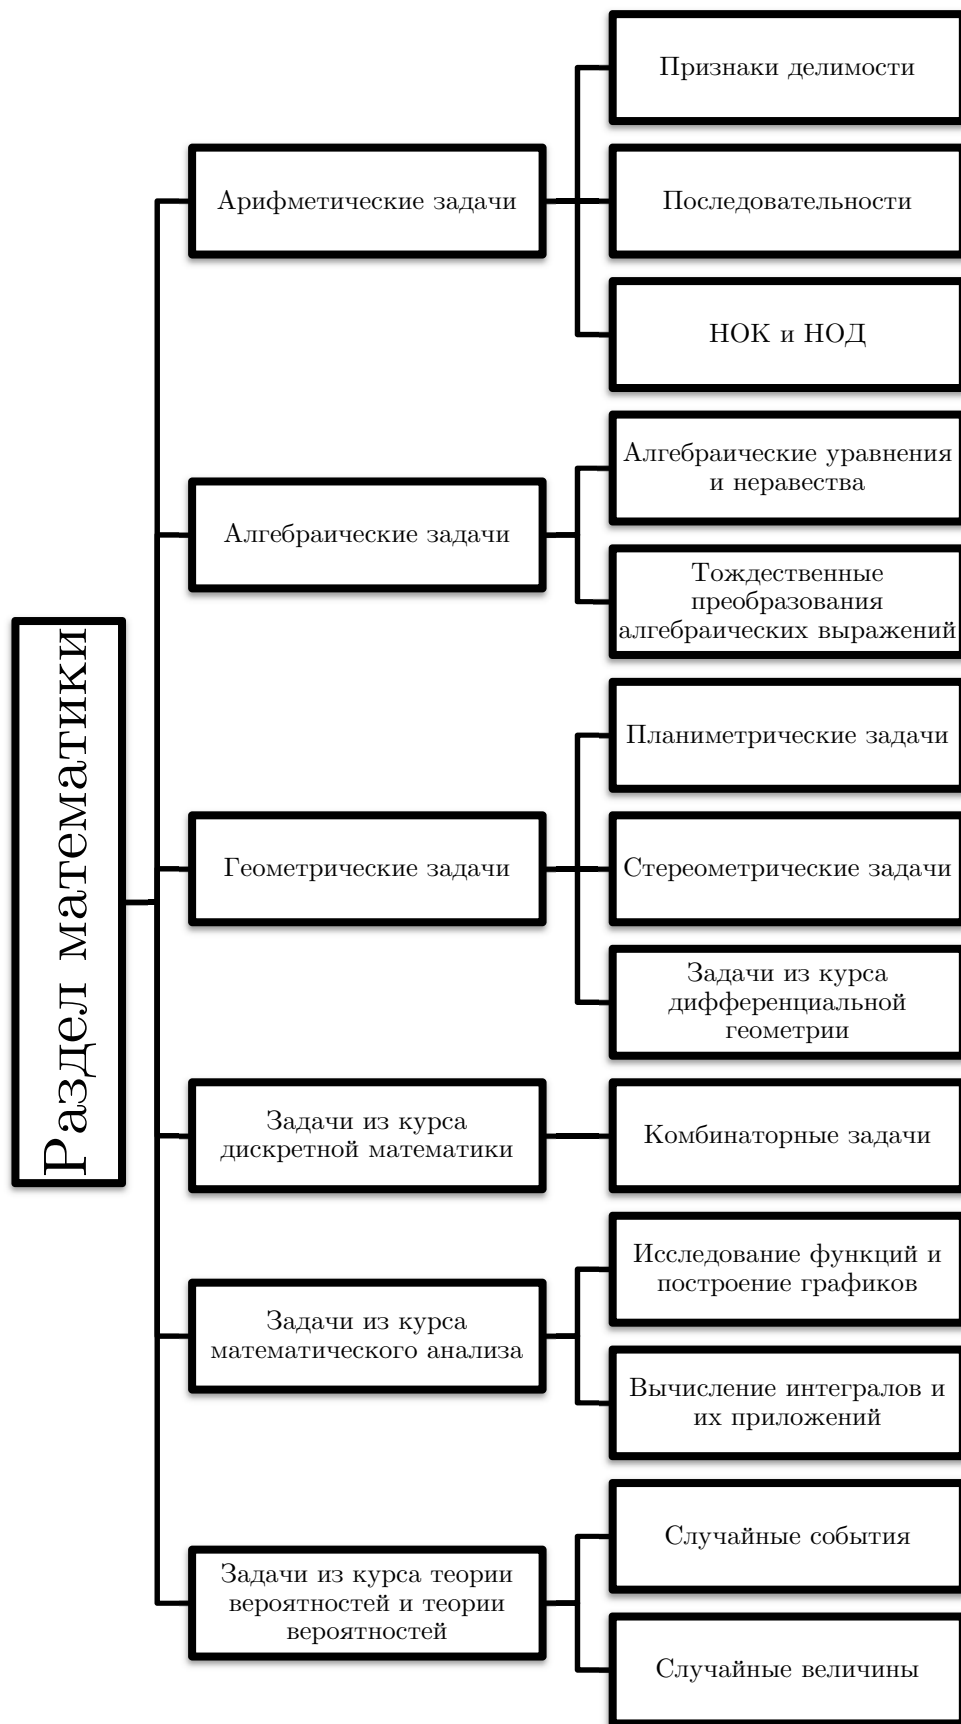 Раздел математики
Арифметические задачи
Признаки делимости
Последовательности
НОК и НОД
Алгебраические задачи
Алгебраические уравнения
и неравества
Тождественные
преобразования
алгебраических выражений
Геометрические задачи
Планиметрические задачи
Стереометрические задачи
Задачи из курса
дифференциальной
геометрии
Задачи из курса
дискретной математики
Комбинаторные задачи
Задачи из курса
математического анализа
Исследование функций и
построение графиков
Вычисление интегралов и
их приложений
Задачи из курса теории
вероятностей и теории
вероятностей
Случайные события
Случайные величины